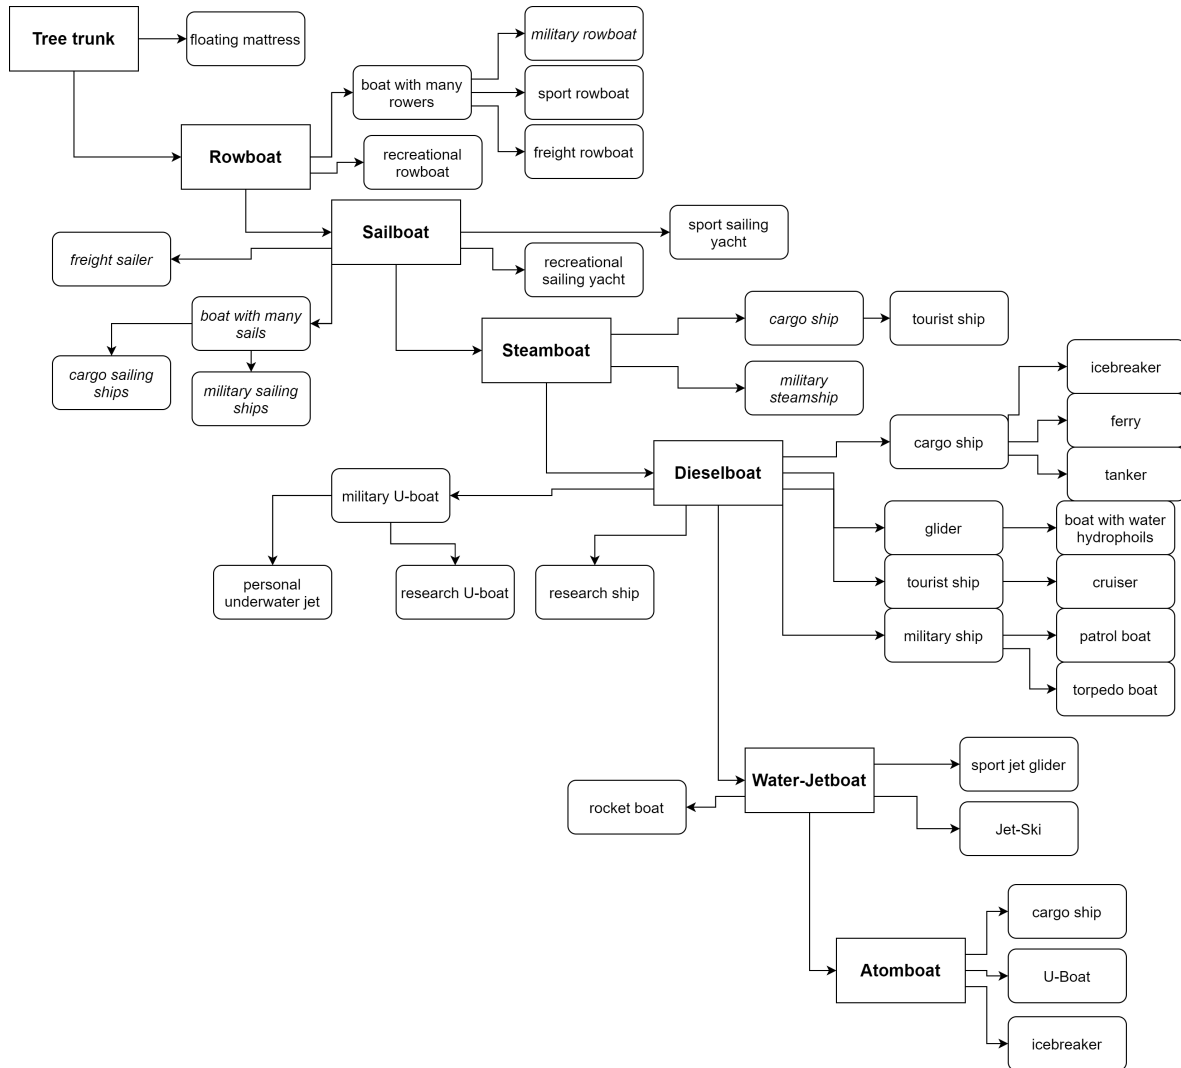 Tree trunk
floating mattress
military rowboat
boat with many
rowers
sport rowboat
freight rowboat
Rowboat
recreational
rowboat
Sailboat
sport sailing
yacht
freight sailer
recreational
sailing yacht
boat with many
sails
cargo sailing
ships
military sailing
ships
Steamboat
cargo ship
tourist ship
military
steamship
icebreaker
cargo ship
ferry
tanker
Dieselboat
military U-boat
glider
boat with water
hydrophoils
personal
underwater jet
research U-boat
research ship
tourist ship
cruiser
military ship
patrol boat
torpedo boat
Water-Jetboat
sport jet glider
rocket boat
Jet-Ski
cargo ship
Atomboat
U-Boat
icebreaker